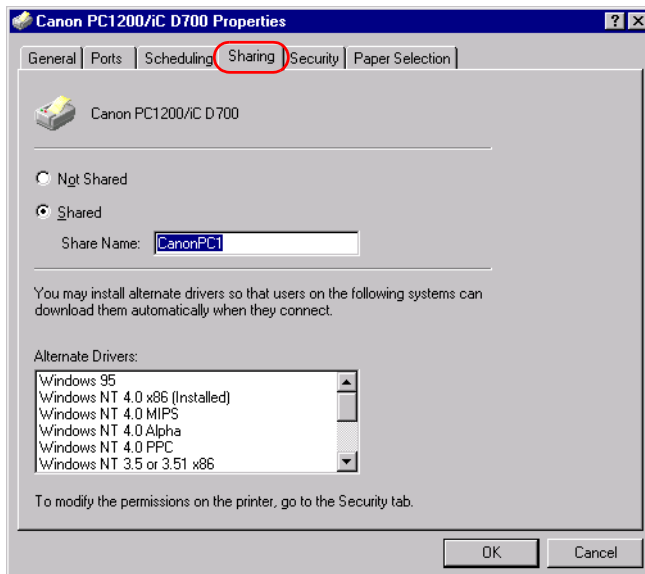 Canon PC1200/iC D700 Properties
General Ports Scheduling Sharing Security Paper Selection
Canon PC1200/iC D700
Not Shared
Shared
Share Name: CanonPC1
You may install alternate drivers so that users on the following systems can
download them automatically when they connect.
Alternate Drivers:
Windows 95
Windows NT 4.0 x86 (Installed)
Windows NT 4.0 MIPS
Windows NT 4.0 Alpha
Windows NT 4.0 PPC
Windows NT 3.5 or 3.51 x86
To modify the permissions on the printer, go to the Security tab.
OK Cancel